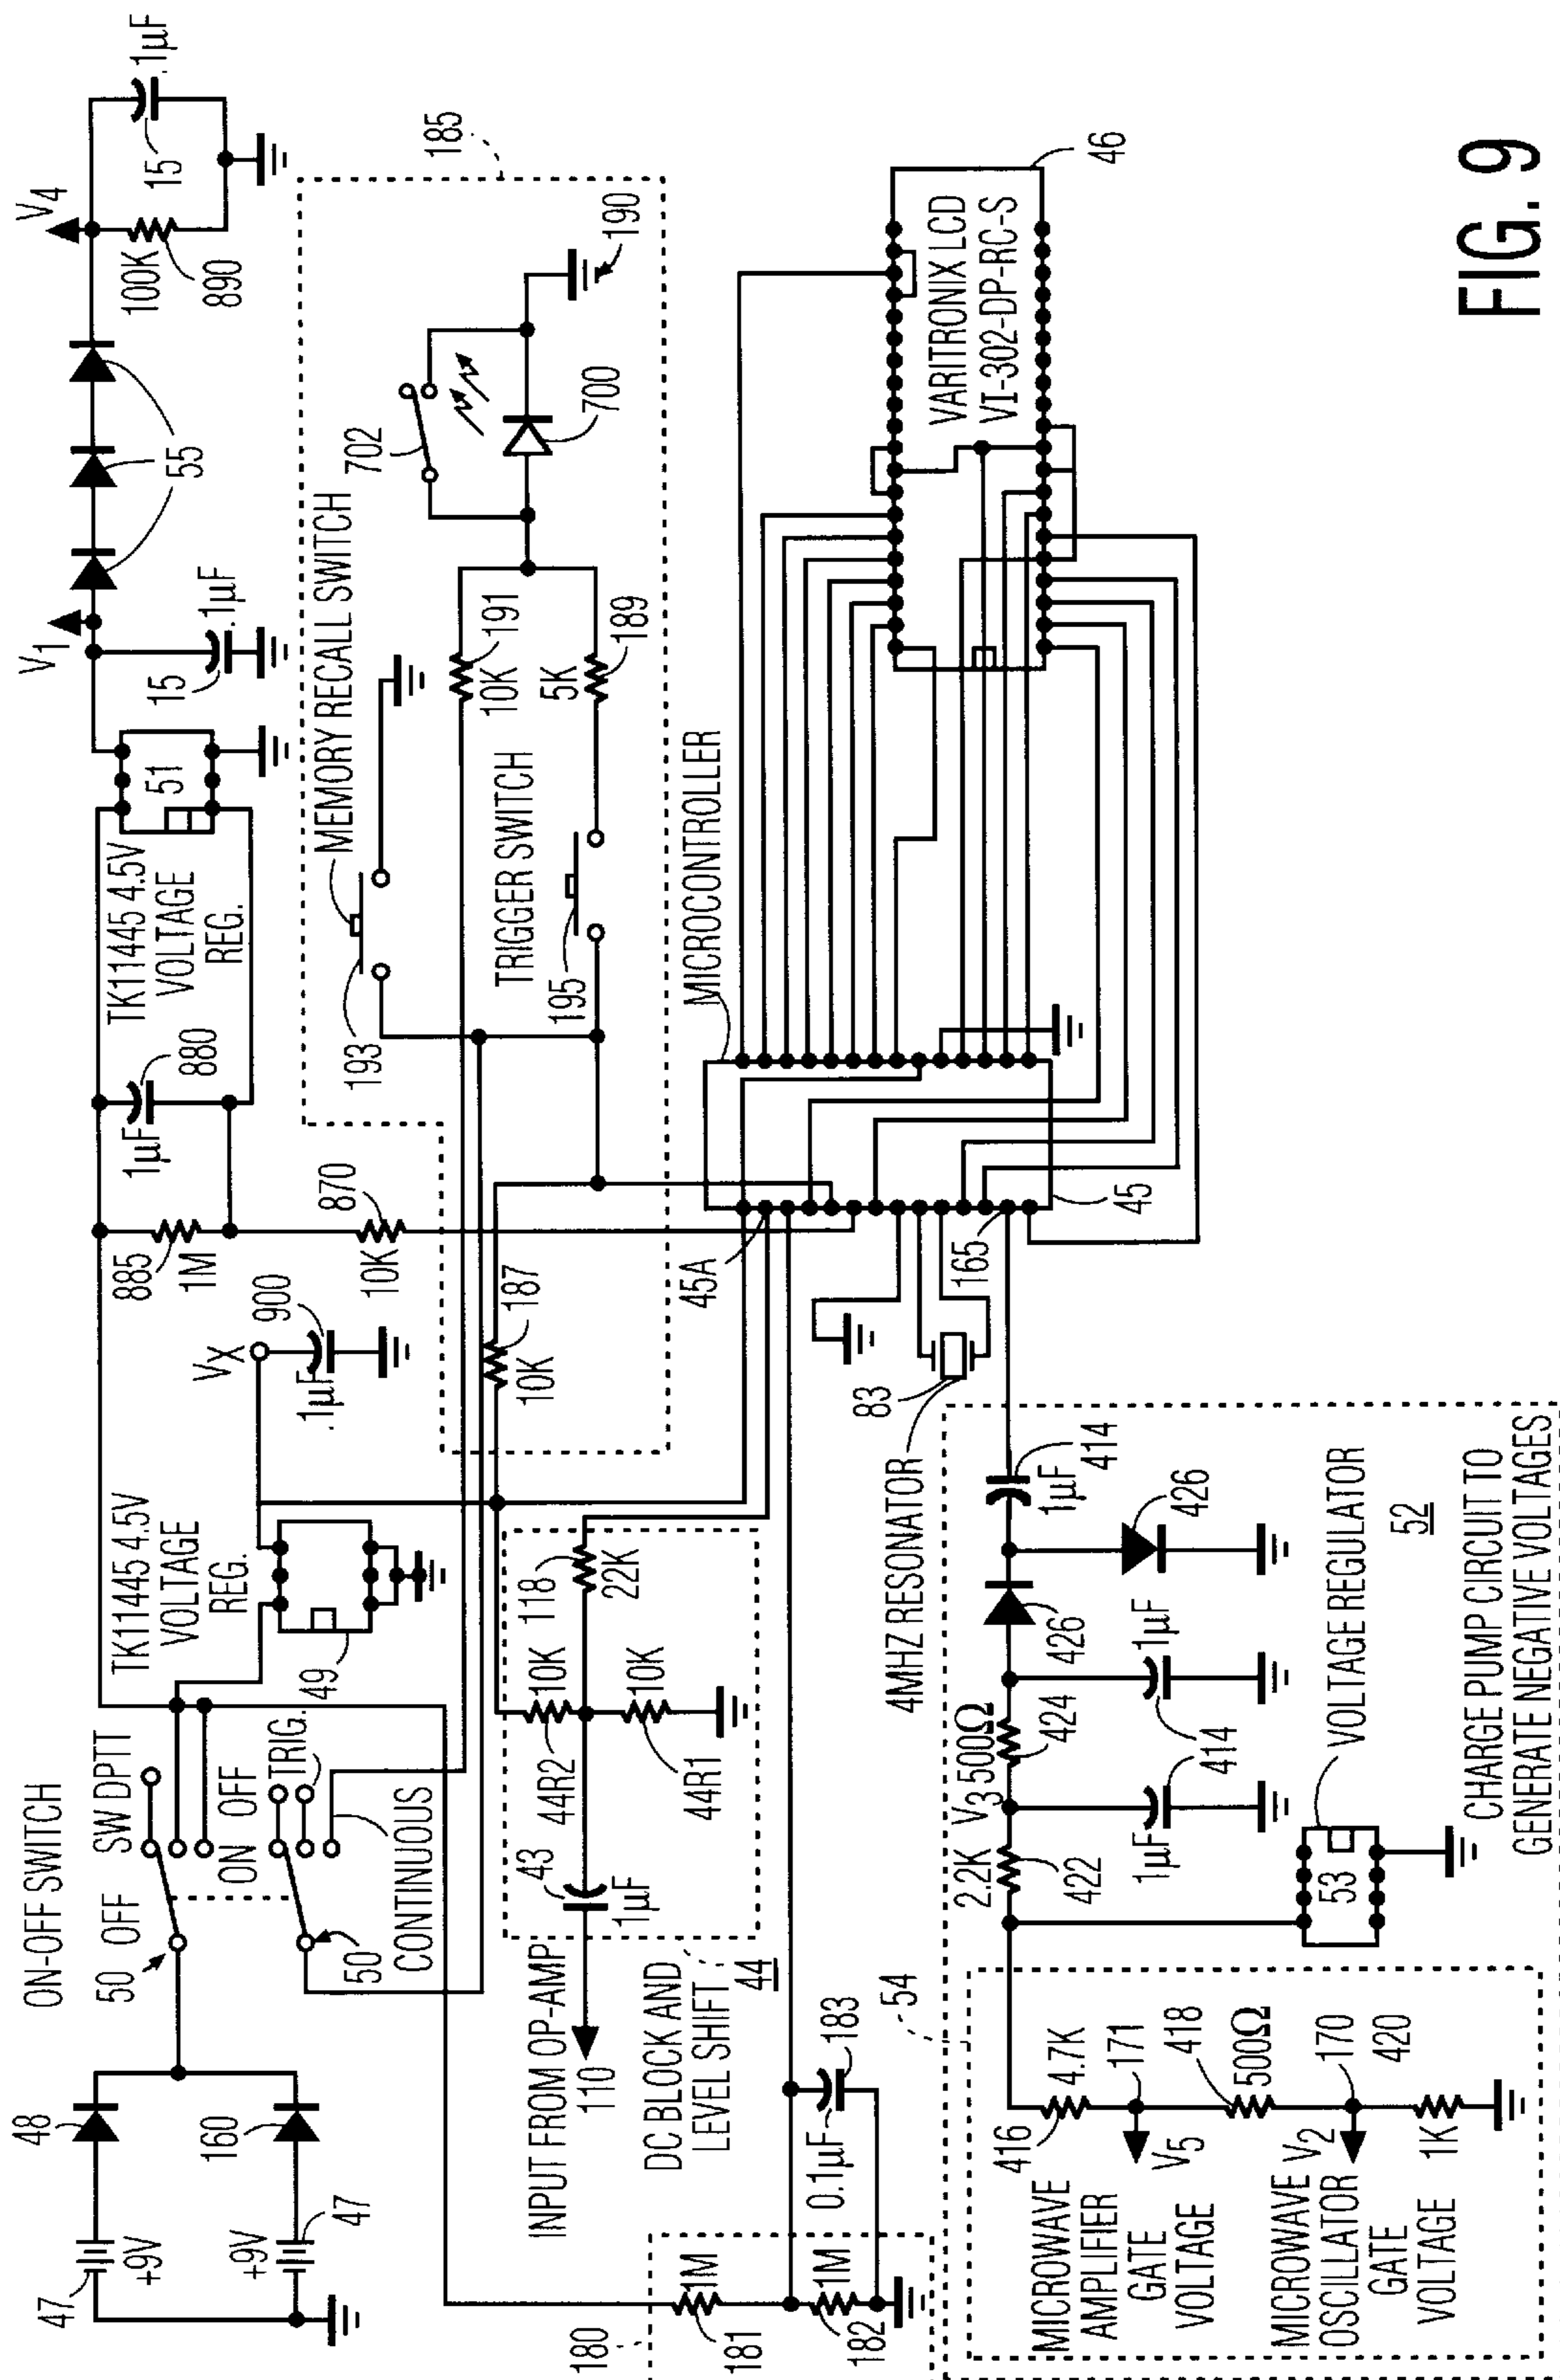 ON-OFF SWITCH
50 OFF
SW DPTT
ON OFF
TRIG.
50
CONTINUOUS
48
160
47
+9V
+9V
47
TK11445 4.5V
VOLTAGE
REG.
49
VX
900
.1µF
885
1M
870
10K
1µF
880
TK11445 4.5V
VOLTAGE
REG.
51
V1
15
.1µF
55
V4
100K
890
15
.1µF
185
MEMORY RECALL SWITCH
193
702
700
190
10K
191
5K
189
TRIGGER SWITCH
195
187
10K
INPUT FROM OP-AMP
110
43
1µF
44R2
10K
118
22K
10K
44R1
DC BLOCK AND
LEVEL SHIFT
44
180
1M
181
1M
182
0.1µF
183
MICROCONTROLLER
45A
165
45
83
4MHZ RESONATOR
VARITRONIX LCD
VI-302-DP-RC-S
46
54
416
4.7K
171
V5
MICROWAVE
AMPLIFIER
GATE
VOLTAGE
418
500Ω
170
V2
MICROWAVE
OSCILLATOR
GATE
VOLTAGE
420
1K
2.2K
422
V3
500Ω
424
1µF
414
1µF
426
426
1µF
414
53
VOLTAGE REGULATOR
52
CHARGE PUMP CIRCUIT TO
GENERATE NEGATIVE VOLTAGES
FIG. 9